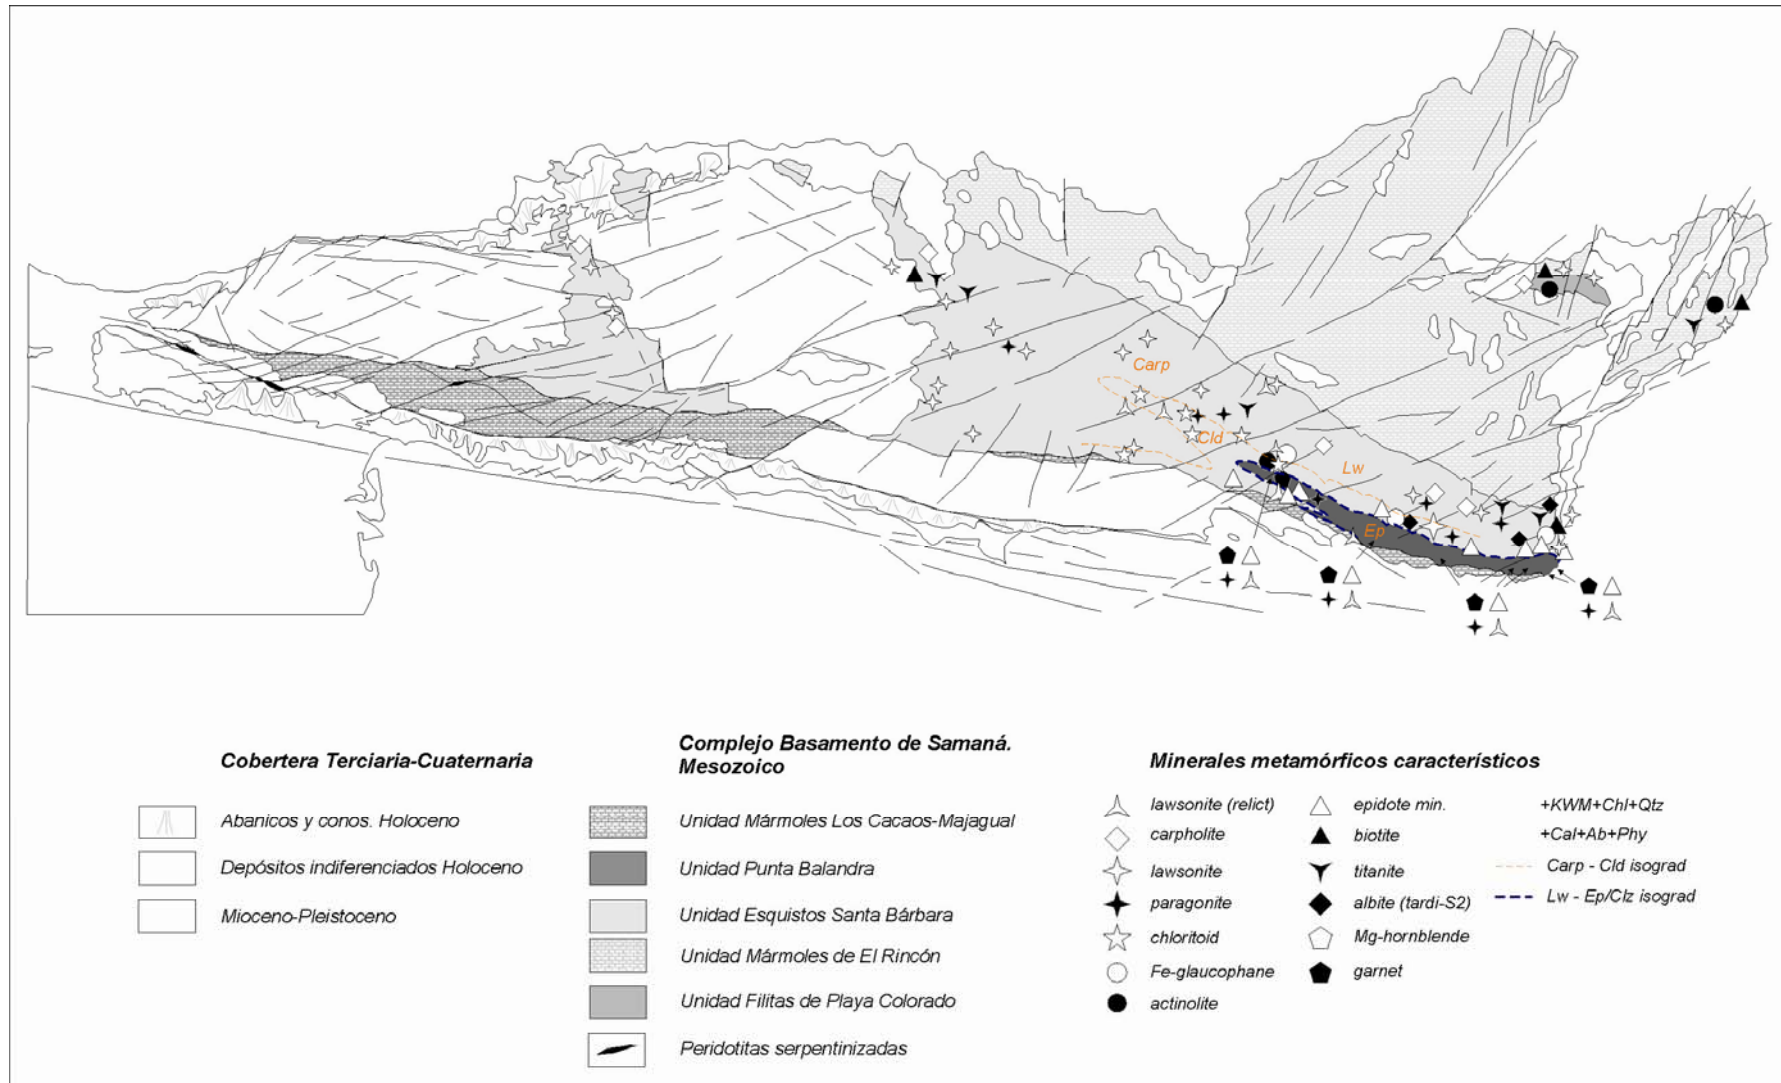 Carp
Cld
Lw
Ep
Cobertera Terciaria-Cuaternaria
Abanicos y conos. Holoceno
Depósitos indiferenciados Holoceno
Mioceno-Pleistoceno
Complejo Basamento de Samaná.
Mesozoico
Unidad Mármoles Los Cacaos-Majagual
Unidad Punta Balandra
Unidad Esquistos Santa Bárbara
Unidad Mármoles de El Rincón
Unidad Filitas de Playa Colorado
Peridotitas serpentinizadas
Minerales metamórficos característicos
lawsonite (relict)
carpholite
lawsonite
paragonite
chloritoid
Fe-glaucophane
actinolite
epidote min.
biotite
titanite
albite (tardi-S2)
Mg-hornblende
garnet
+KWM+Chl+Qtz
+Cal+Ab+Phy
Carp - Cld isograd
Lw - Ep/Clz isograd